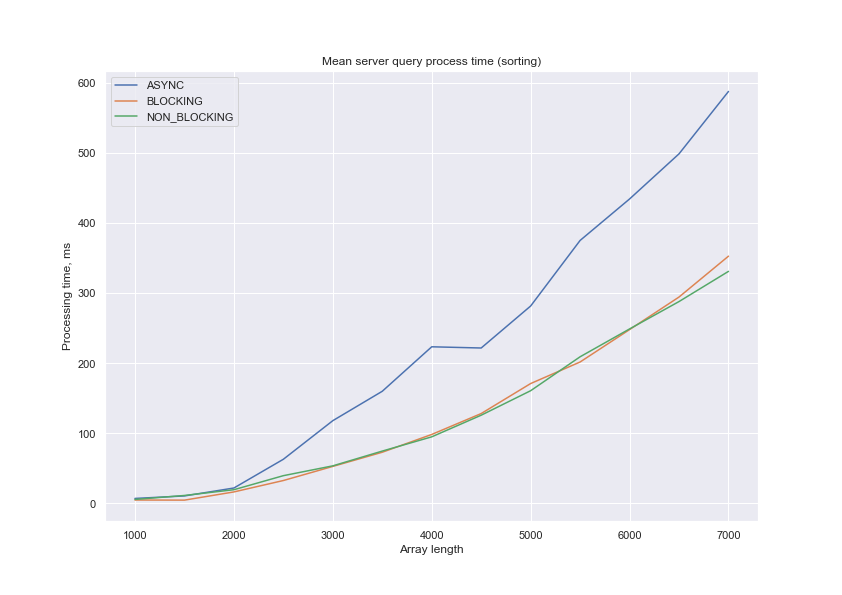 Mean server query process time (sorting)
ASYNC
BLOCKING
NON_BLOCKING
Processing time, ms
600
500
400
300
200
100
0
1000 2000 3000 4000 5000 6000 7000
Array length